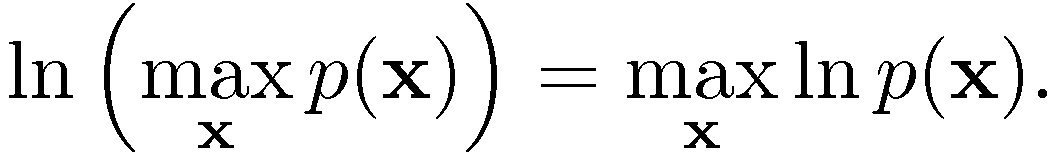 ln (max_𝐱 p(𝐱)) = max_𝐱 ln p(𝐱).